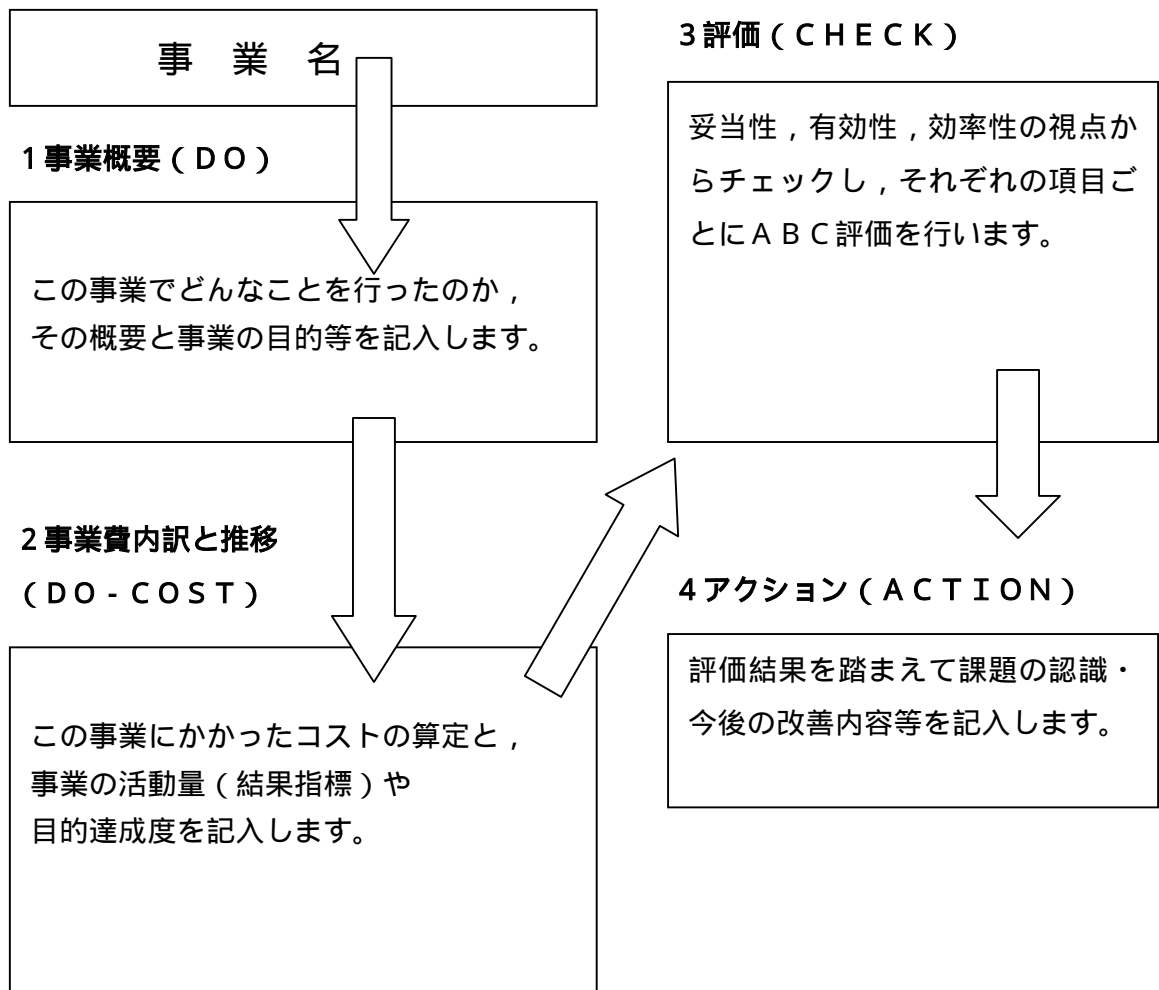 事 業 名
1事業概要(DO)
この事業でどんなことを行ったのか,
その概要と事業の目的等を記入します。
2事業費内訳と推移
(DO-COST)
この事業にかかったコストの算定と,
事業の活動量(結果指標)や
目的達成度を記入します。
3評価(CHECK)
妥当性,有効性,効率性の視点か
らチェックし,それぞれの項目ご
とにABC評価を行います。
4アクション(ACTION)
評価結果を踏まえて課題の認識・
今後の改善内容等を記入します。